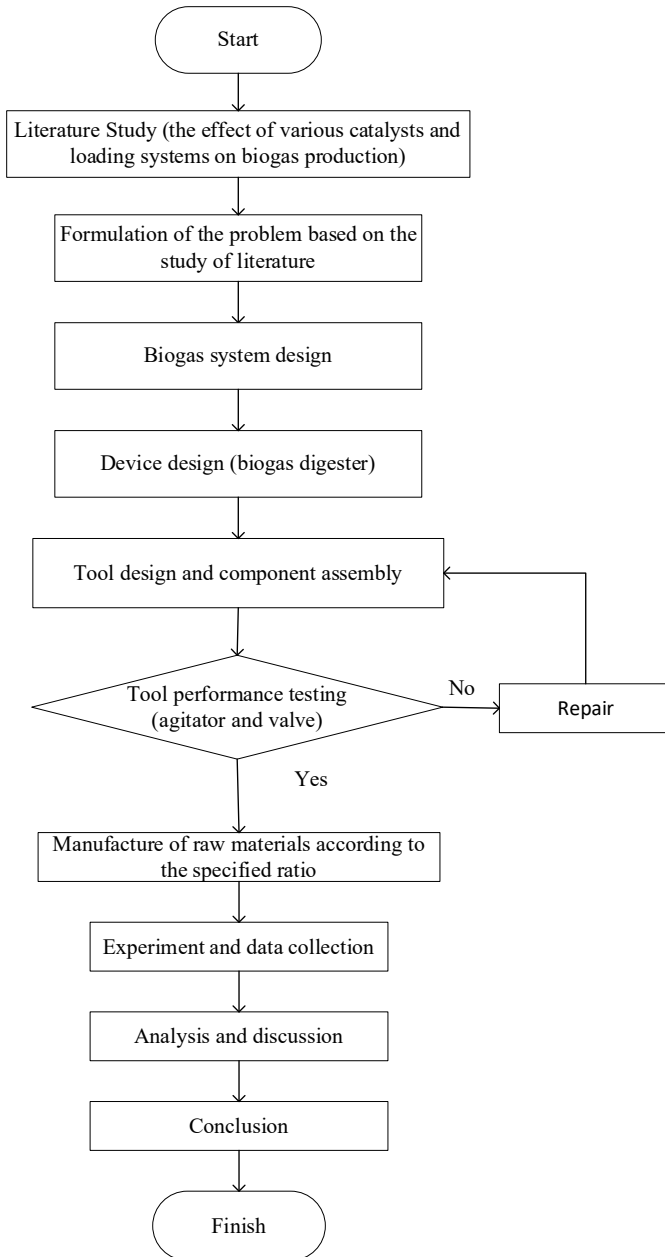 Start
Literature Study (the effect of various catalysts and
loading systems on biogas production)
Formulation of the problem based on the
study of literature
Biogas system design
Device design (biogas digester)
Tool design and component assembly
Tool performance testing
(agitator and valve)
No
Repair
Yes
Manufacture of raw materials according to
the specified ratio
Experiment and data collection
Analysis and discussion
Conclusion
Finish